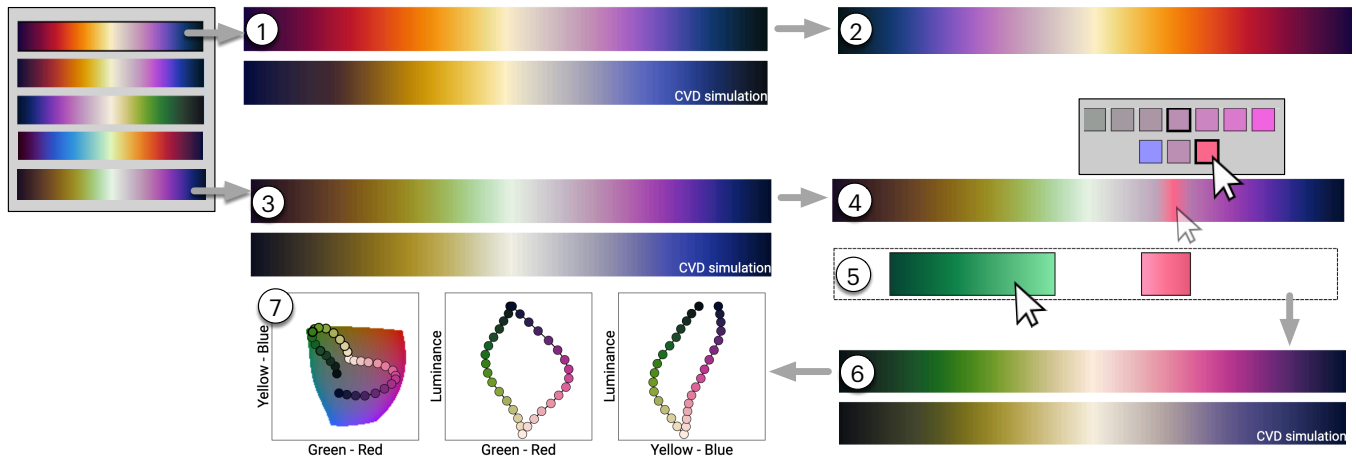 1
2
CVD simulation
3
4
CVD simulation
5
7
6
Yellow - Blue
Luminance
Luminance
CVD simulation
Green - Red
Green - Red
Yellow - Blue